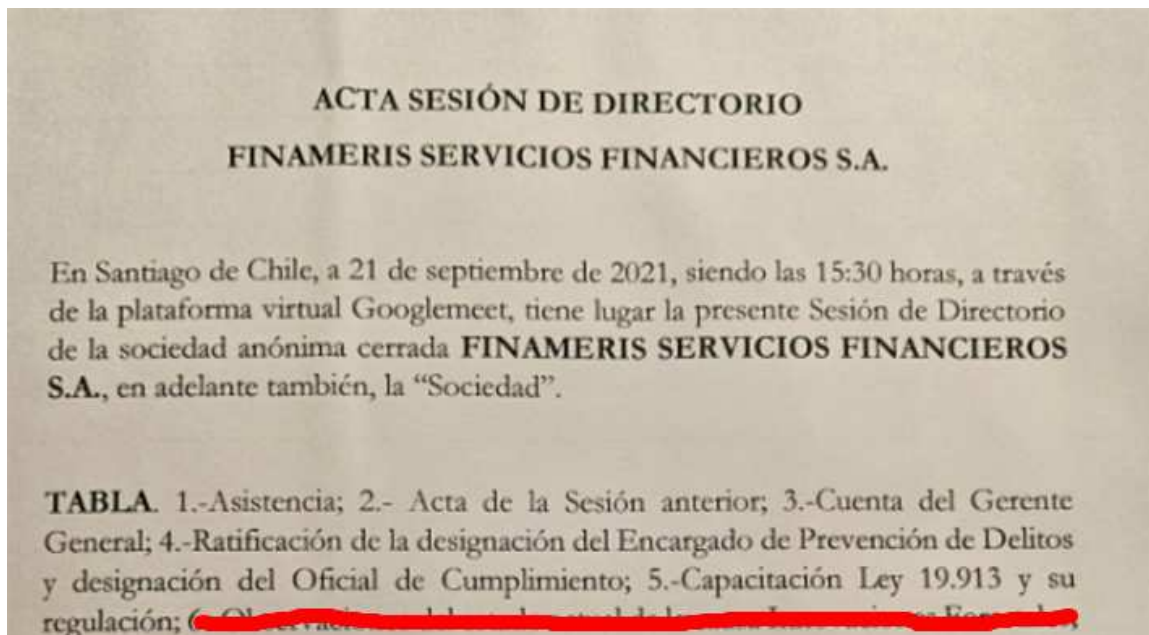 ACTA SESIÓN DE DIRECTORIO
FINAMERIS SERVICIOS FINANCIEROS S.A.
En Santiago de Chile, a 21 de septiembre de 2021, siendo las 15:30 horas, a través
de la plataforma virtual Googlemeet, tiene lugar la presente Sesión de Directorio
de la sociedad anónima cerrada FINAMERIS SERVICIOS FINANCIEROS
S.A., en adelante también, la “Sociedad”.
TABLA. 1.-Asistencia; 2.- Acta de la Sesión anterior; 3.-Cuenta del Gerente
General; 4.-Ratificación de la designación del Encargado de Prevención de Delitos
y designación del Oficial de Cumplimiento; 5.-Capacitación Ley 19.913 y su
regulación;